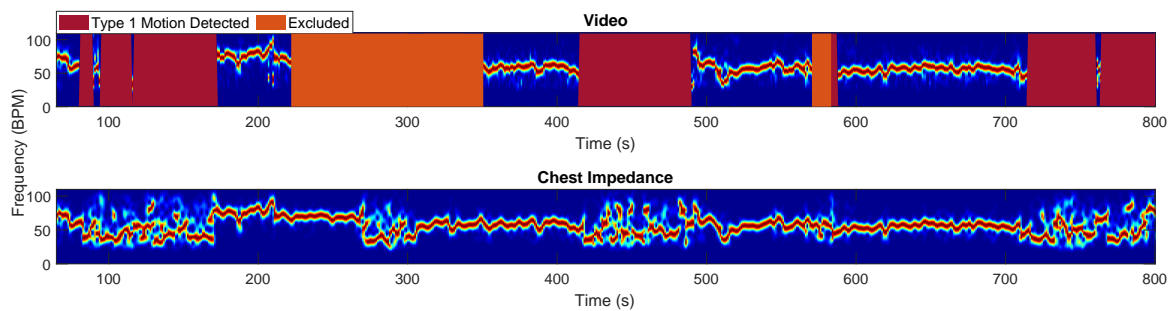 Type 1 Motion Detected Excluded
Video
100
50
0
100 200 300 400 500 600 700 800
Time (s)
Frequency (BPM)
Chest Impedance
100
50
0
100 200 300 400 500 600 700 800
Time (s)